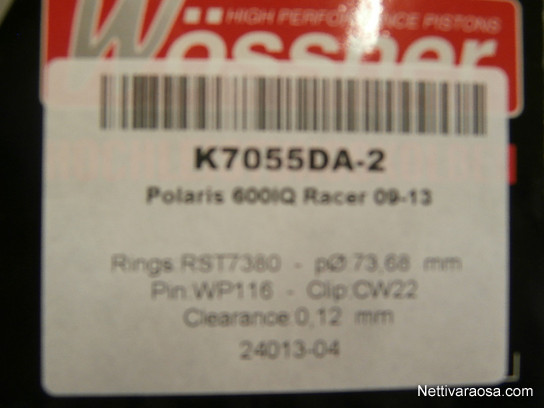 Wössner
HIGH PERFORMANCE PISTONS
K7055DA-2
Polaris 600IQ Racer 09-13
Rings:RST7380 - pØ:73,68 mm
Pin:WP116 - Clip:CW22
Clearance:0,12 mm
24013-04
Nettivaraosa.com